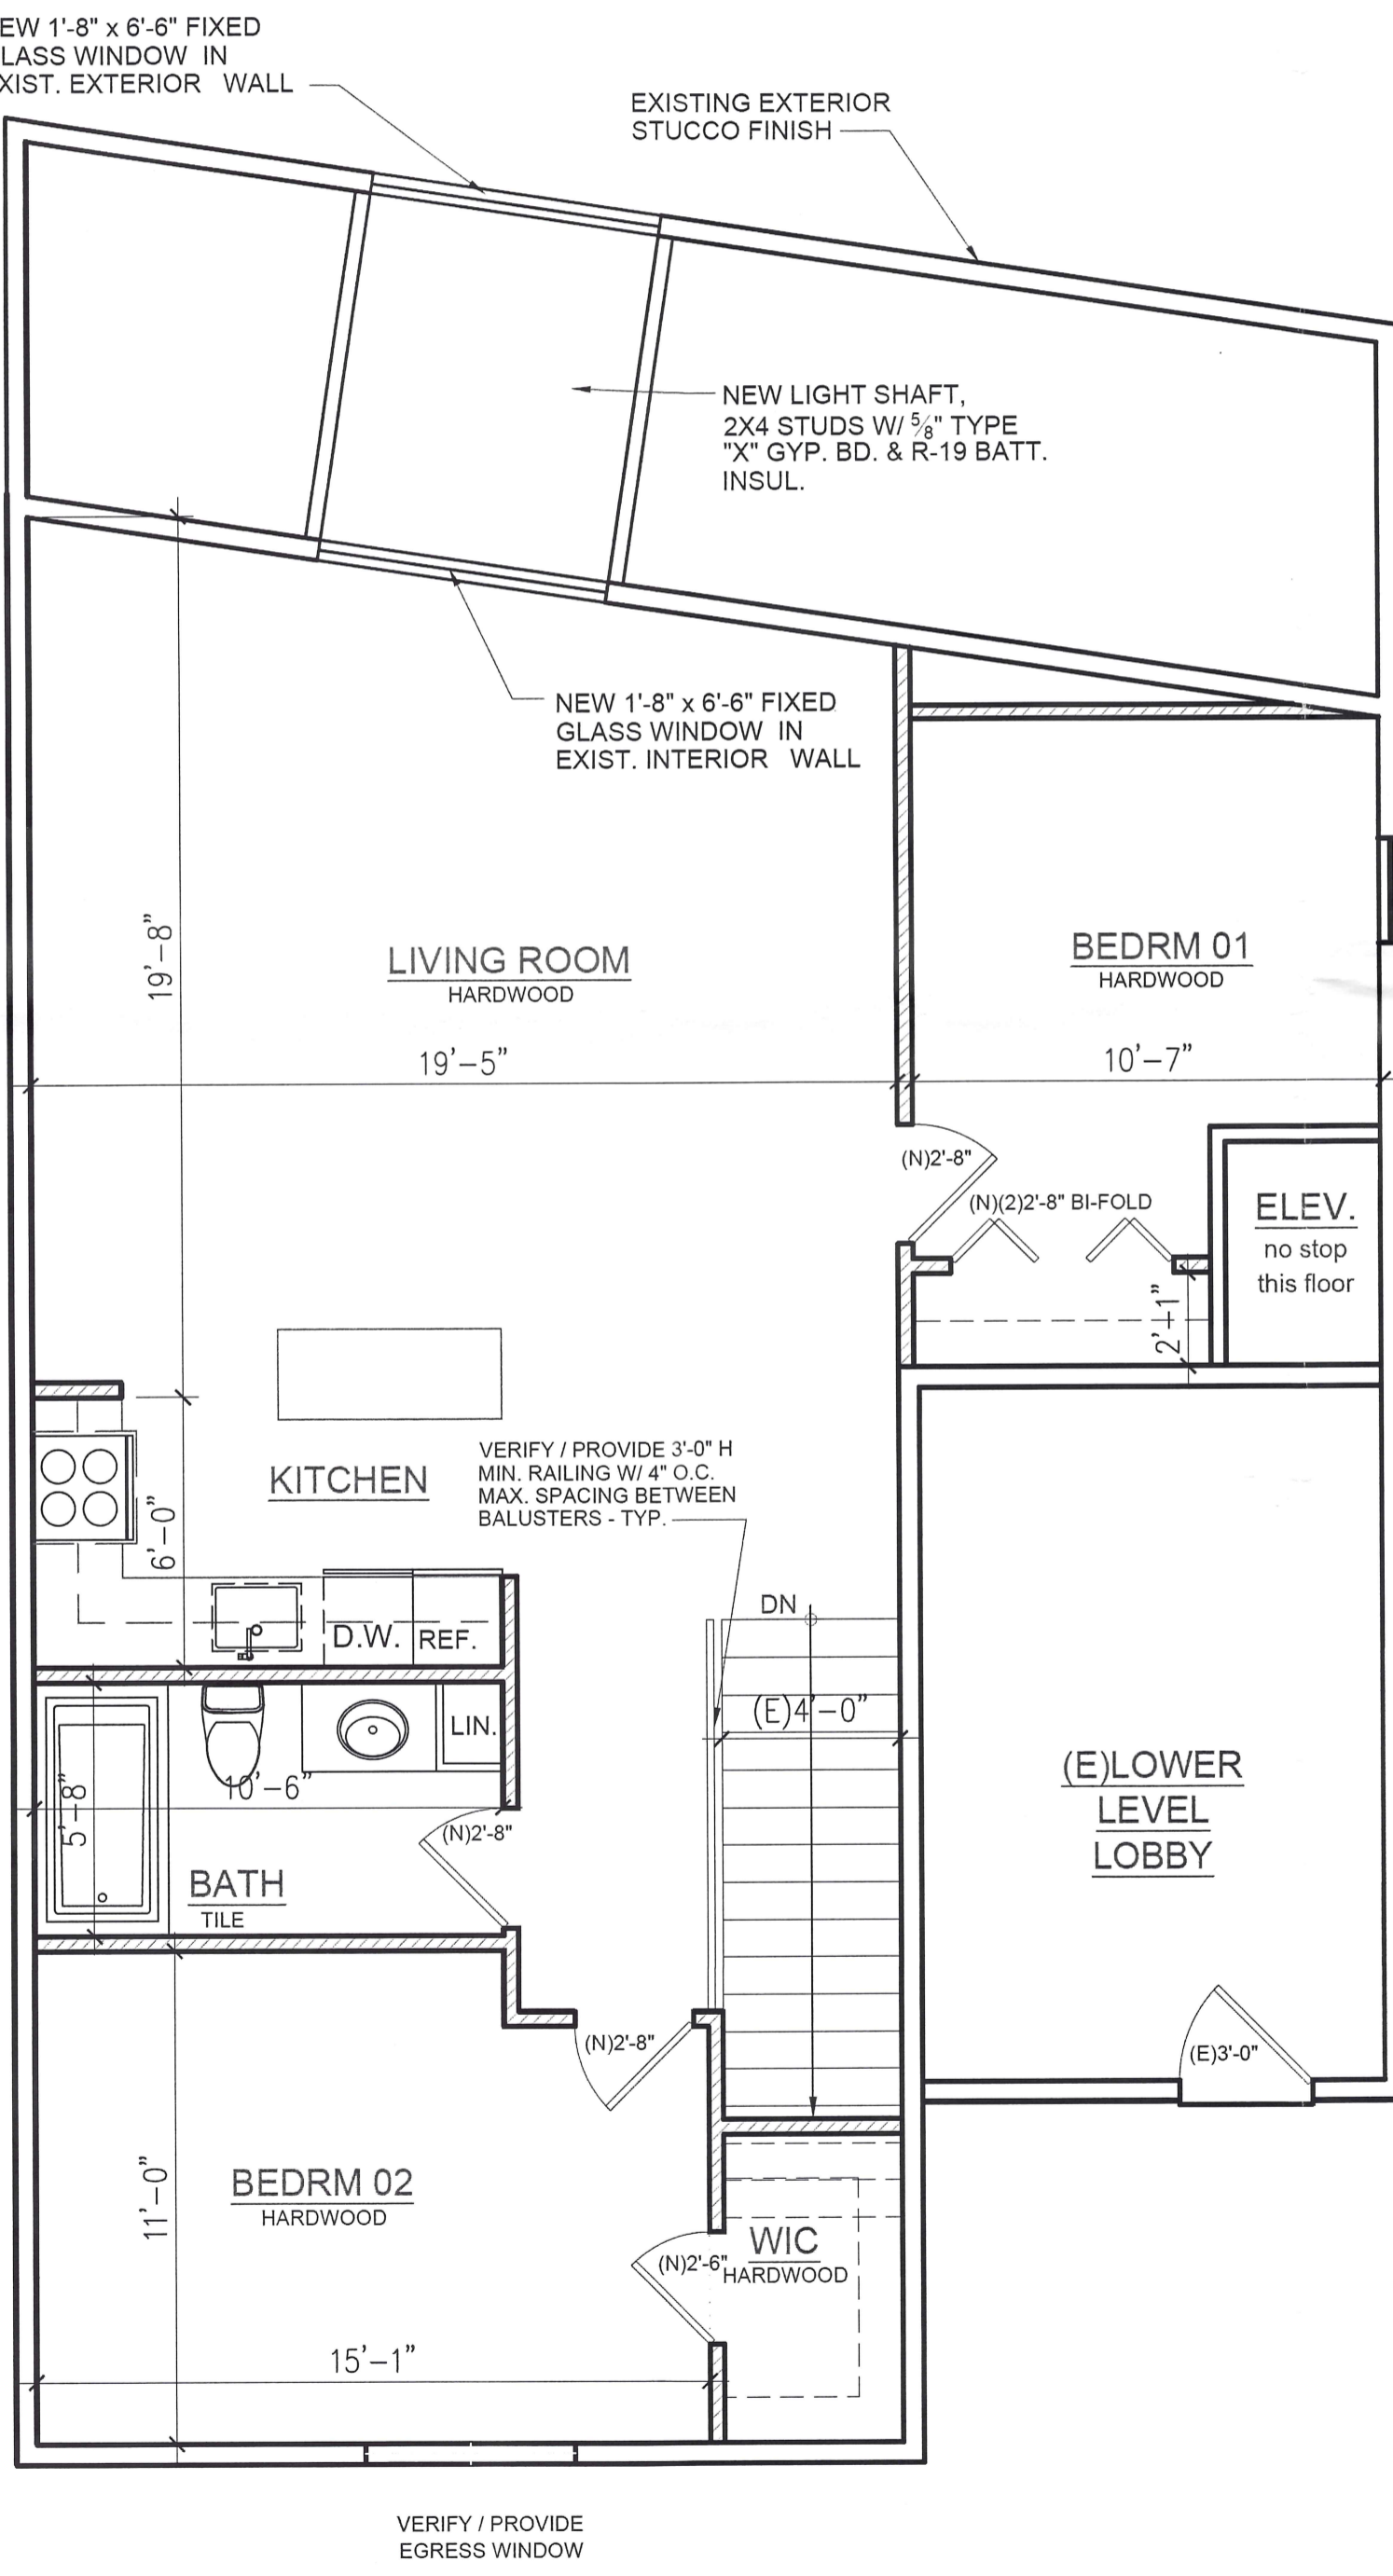 EW 1'-8" x 6'-6" FIXED
LASS WINDOW IN
XIST. EXTERIOR WALL
EXISTING EXTERIOR
STUCCO FINISH
NEW LIGHT SHAFT,
2X4 STUDS W/ 5/8" TYPE
"X" GYP. BD. & R-19 BATT.
INSUL.
NEW 1'-8" x 6'-6" FIXED
GLASS WINDOW IN
EXIST. INTERIOR WALL
19'-8"
LIVING ROOM
HARDWOOD
BEDRM 01
HARDWOOD
19'-5"
10'-7"
(N)2'-8"
(N)(2)2'-8" BI-FOLD
ELEV.
no stop
this floor
2'-1"
KITCHEN
VERIFY / PROVIDE 3'-0" H
MIN. RAILING W/ 4" O.C.
MAX. SPACING BETWEEN
BALUSTERS - TYP.
6'-0"
DN
D.W.
REF.
(E)4'-0"
LIN.
10'-6"
5'-8"
(N)2'-8"
BATH
TILE
(E)LOWER
LEVEL
LOBBY
(N)2'-8"
(E)3'-0"
BEDRM 02
HARDWOOD
11'-0"
WIC
HARDWOOD
(N)2'-6"
15'-1"
VERIFY / PROVIDE
EGRESS WINDOW